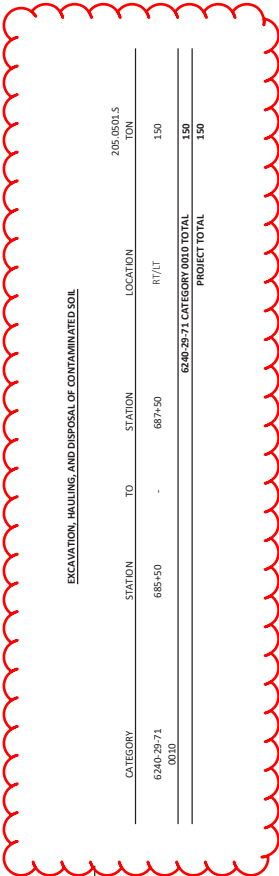 EXCAVATION, HAULING, AND DISPOSAL OF CONTAMINATED SOIL
205.0501.S
CATEGORY STATION TO STATION LOCATION TON
6240-29-71 685+50 - 687+50 RT/LT 150
0010
6240-29-71 CATEGORY 0010 TOTAL 150
PROJECT TOTAL 150